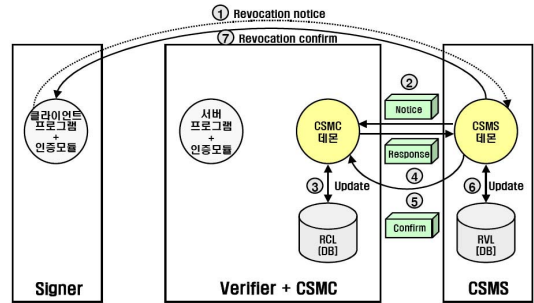 ① Revocation notice
⑦ Revocation confirm
클라이언트
프로그램
+
인증모듈
서버
프로그램
+
인증모듈
CSMC
데몬
②
Notice
Response
④
CSMS
데몬
③ Update
⑤
Confirm
⑥ Update
RCL
[DB]
RVL
[DB]
Signer
Verifier + CSMC
CSMS